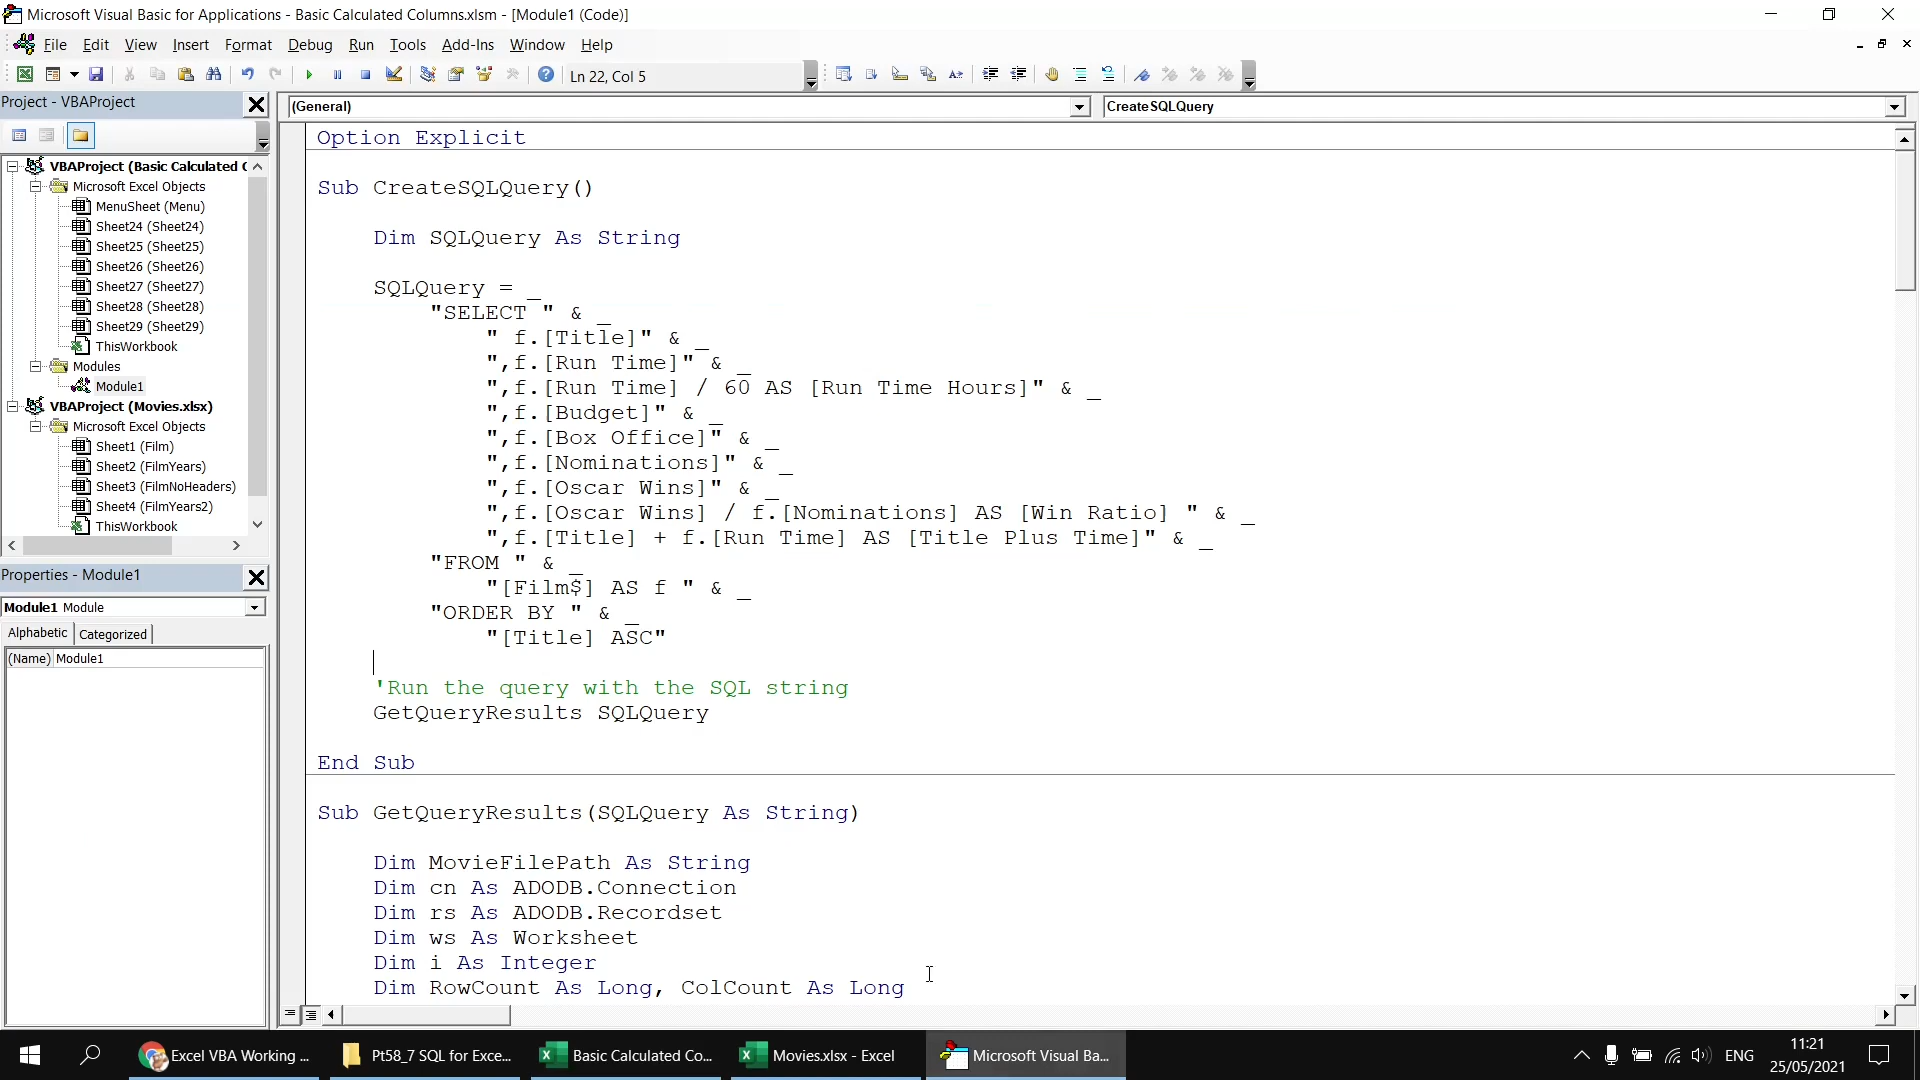 Microsoft Visual Basic for Applications - Basic Calculated Columns.xlsm - [Module1 (Code)]
File Edit View Insert Format Debug Run Tools Add-Ins Window Help
Ln 22, Col 5
Project - VBAProject
(General)
CreateSQLQuery
VBAProject (Basic Calculated C
Microsoft Excel Objects
MenuSheet (Menu)
Sheet24 (Sheet24)
Sheet25 (Sheet25)
Sheet26 (Sheet26)
Sheet27 (Sheet27)
Sheet28 (Sheet28)
Sheet29 (Sheet29)
ThisWorkbook
Modules
Module1
VBAProject (Movies.xlsx)
Microsoft Excel Objects
Sheet1 (Film)
Sheet2 (FilmYears)
Sheet3 (FilmNoHeaders)
Sheet4 (FilmYears2)
ThisWorkbook
Properties - Module1
Module1 Module
Alphabetic Categorized
(Name) Module1
Option Explicit
Sub CreateSQLQuery()
Dim SQLQuery As String
SQLQuery = _
"SELECT " & _
" f.[Title]" & _
",f.[Run Time]" & _
",f.[Run Time] / 60 AS [Run Time Hours]" & _
",f.[Budget]" & _
",f.[Box Office]" & _
",f.[Nominations]" & _
",f.[Oscar Wins]" & _
",f.[Oscar Wins] / f.[Nominations] AS [Win Ratio] " & _
",f.[Title] + f.[Run Time] AS [Title Plus Time]" & _
"FROM " & _
"[Film$] AS f " & _
"ORDER BY " & _
"[Title] ASC"
'Run the query with the SQL string
GetQueryResults SQLQuery
End Sub
Sub GetQueryResults(SQLQuery As String)
Dim MovieFilePath As String
Dim cn As ADODB.Connection
Dim rs As ADODB.Recordset
Dim ws As Worksheet
Dim i As Integer
Dim RowCount As Long, ColCount As Long
Excel VBA Working ...
Pt58_7 SQL for Exce...
Basic Calculated Co...
Movies.xlsx - Excel
Microsoft Visual Ba...
ENG
11:21
25/05/2021